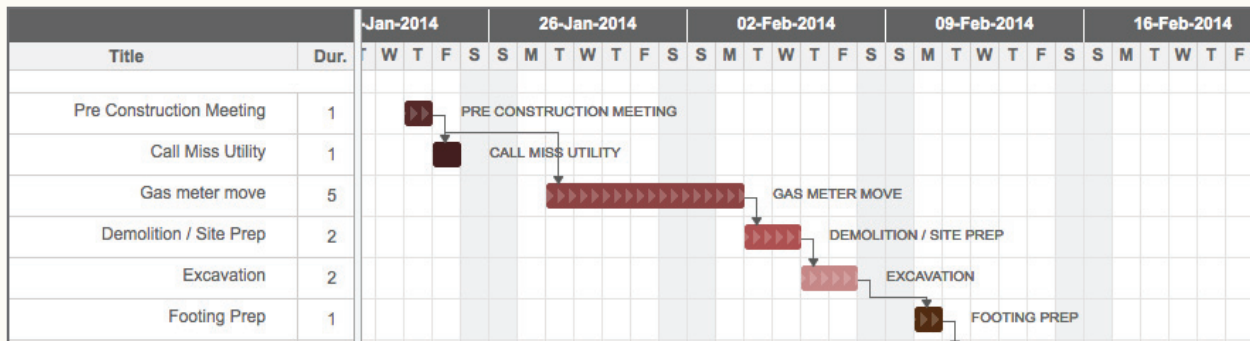 -Jan-2014 26-Jan-2014 02-Feb-2014 09-Feb-2014 16-Feb-2014
Title Dur. T W T F S S M T W T F S S M T W T F S S M T W T F S S M T W T F
Pre Construction Meeting 1 PRE CONSTRUCTION MEETING
Call Miss Utility 1 CALL MISS UTILITY
Gas meter move 5 GAS METER MOVE
Demolition / Site Prep 2 DEMOLITION / SITE PREP
Excavation 2 EXCAVATION
Footing Prep 1 FOOTING PREP